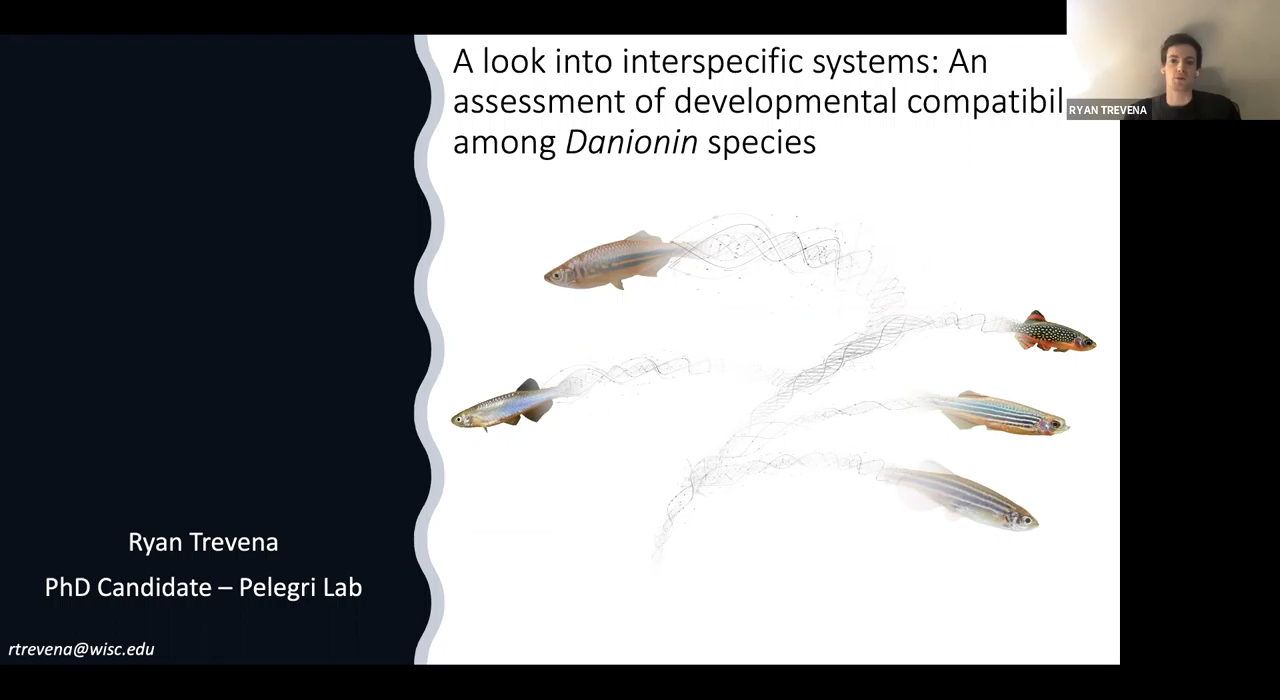 A look into interspecific systems: An
assessment of developmental compatibil
among Danionin species
RYAN TREVENA
Ryan Trevena
PhD Candidate – Pelegri Lab
rtrevena@wisc.edu